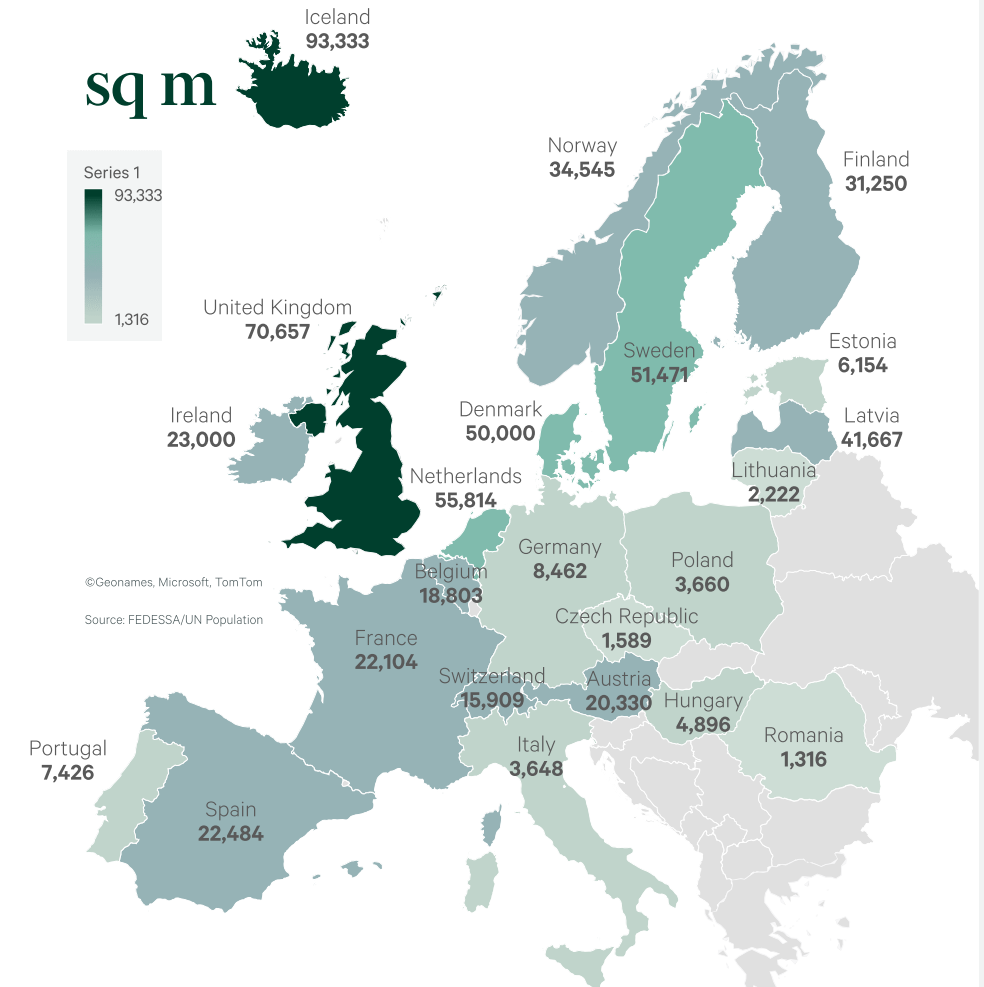 Iceland
93,333
sq m
Series 1
93,333
1,316
Norway
34,545
Finland
31,250
United Kingdom
70,657
Sweden
51,471
Estonia
6,154
Ireland
23,000
Denmark
50,000
Latvia
41,667
Netherlands
55,814
Lithuania
2,222
Germany
8,462
Poland
3,660
Belgium
18,803
©Geonames, Microsoft, TomTom
Source: FEDESSA/UN Population
Czech Republic
1,589
France
22,104
Switzerland
15,909
Austria
20,330
Hungary
4,896
Portugal
7,426
Italy
3,648
Romania
1,316
Spain
22,484